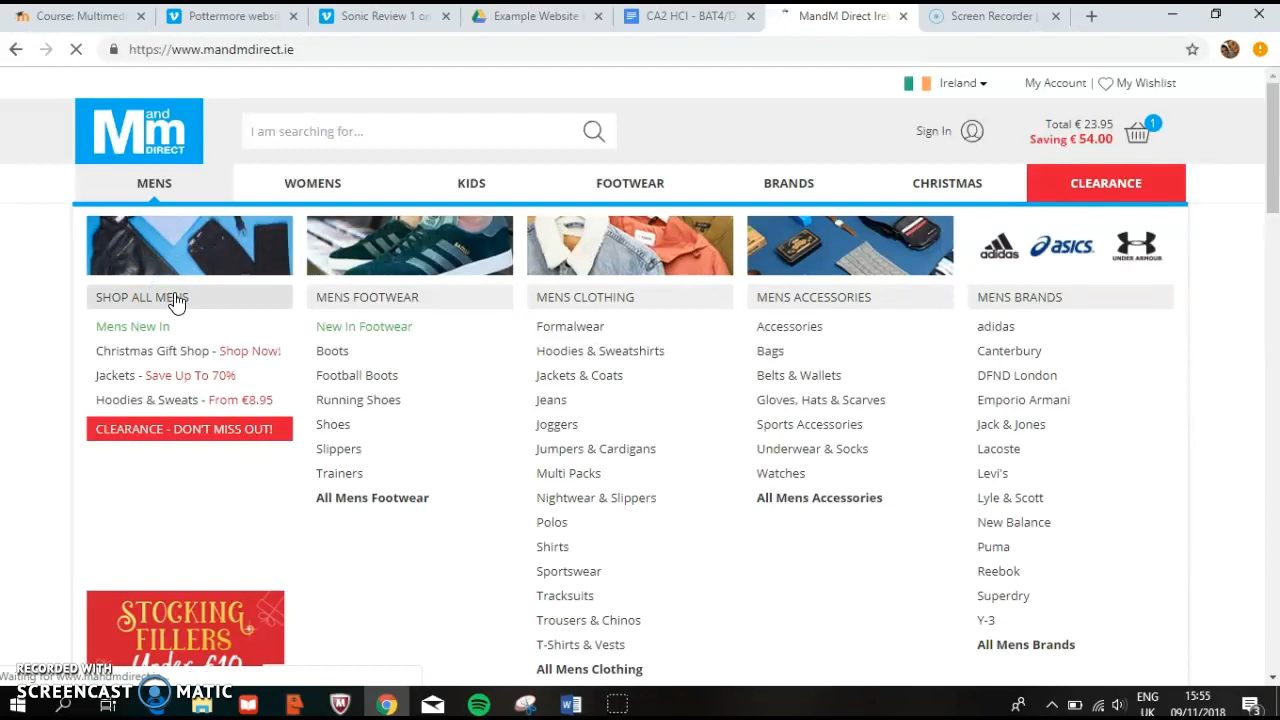 Course: Multimed
Pottermore websi
Sonic Review 1 on
Example Website
CA2 HCI - BAT4/D
MandM Direct Ire
Screen Recorder
https://www.mandmdirect.ie
Ireland
My Account | My Wishlist
and
Mm
DIRECT
I am searching for...
Sign In
Total € 23.95
Saving € 54.00
1
MENS
WOMENS
KIDS
FOOTWEAR
BRANDS
CHRISTMAS
CLEARANCE
adidas
asics
UNDER ARMOUR
SHOP ALL MENS
Mens New In
Christmas Gift Shop - Shop Now!
Jackets - Save Up To 70%
Hoodies & Sweats - From €8.95
CLEARANCE - DON'T MISS OUT!
MENS FOOTWEAR
New In Footwear
Boots
Football Boots
Running Shoes
Shoes
Slippers
Trainers
All Mens Footwear
MENS CLOTHING
Formalwear
Hoodies & Sweatshirts
Jackets & Coats
Jeans
Joggers
Jumpers & Cardigans
Multi Packs
Nightwear & Slippers
Polos
Shirts
Sportswear
Tracksuits
Trousers & Chinos
T-Shirts & Vests
All Mens Clothing
MENS ACCESSORIES
Accessories
Bags
Belts & Wallets
Gloves, Hats & Scarves
Sports Accessories
Underwear & Socks
Watches
All Mens Accessories
MENS BRANDS
adidas
Canterbury
DFND London
Emporio Armani
Jack & Jones
Lacoste
Levi's
Lyle & Scott
New Balance
Puma
Reebok
Superdry
Y-3
All Mens Brands
STOCKING
FILLERS
Under £10
Waiting for www.mandmdirect
RECORDED WITH
SCREENCAST MATIC
ENG
UK
15:55
09/11/2018
3